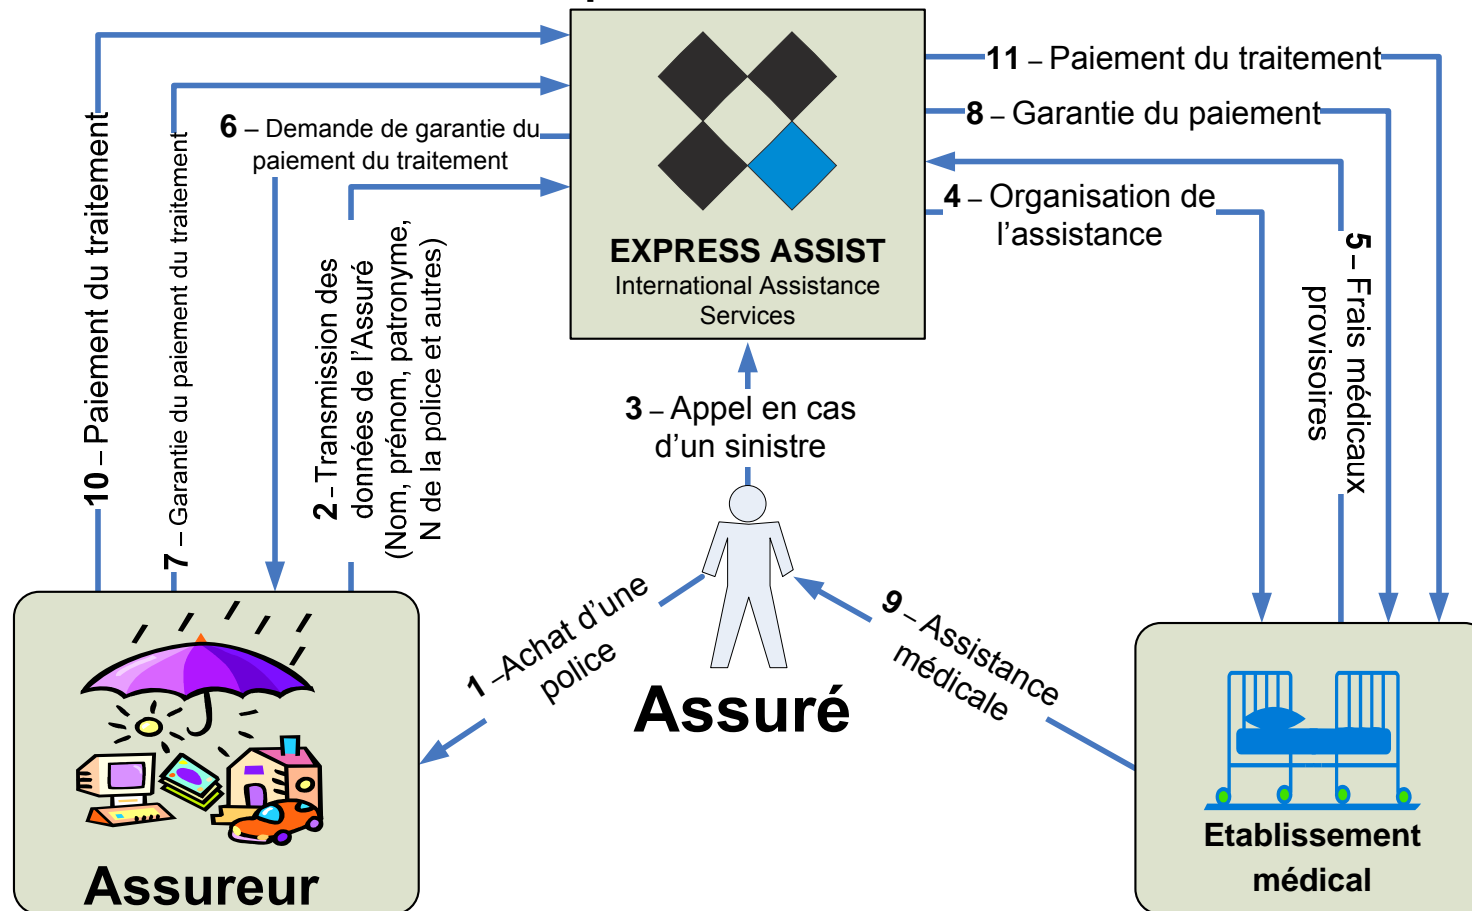 11 – Paiement du traitement
8 – Garantie du paiement
6 – Demande de garantie du
paiement du traitement
4 – Organisation de
l’assistance
EXPRESS ASSIST
International Assistance
Services
10 – Paiement du traitement
7 – Garantie du paiement du traitement
2 – Transmission des
données de l’Assuré
(Nom, prénom, patronyme,
N de la police et autres)
5 – Frais médicaux
provisoires
3 – Appel en cas
d’un sinistre
1 –Achat d’une
police
9 – Assistance
médicale
Assuré
Assureur
Etablissement
médical